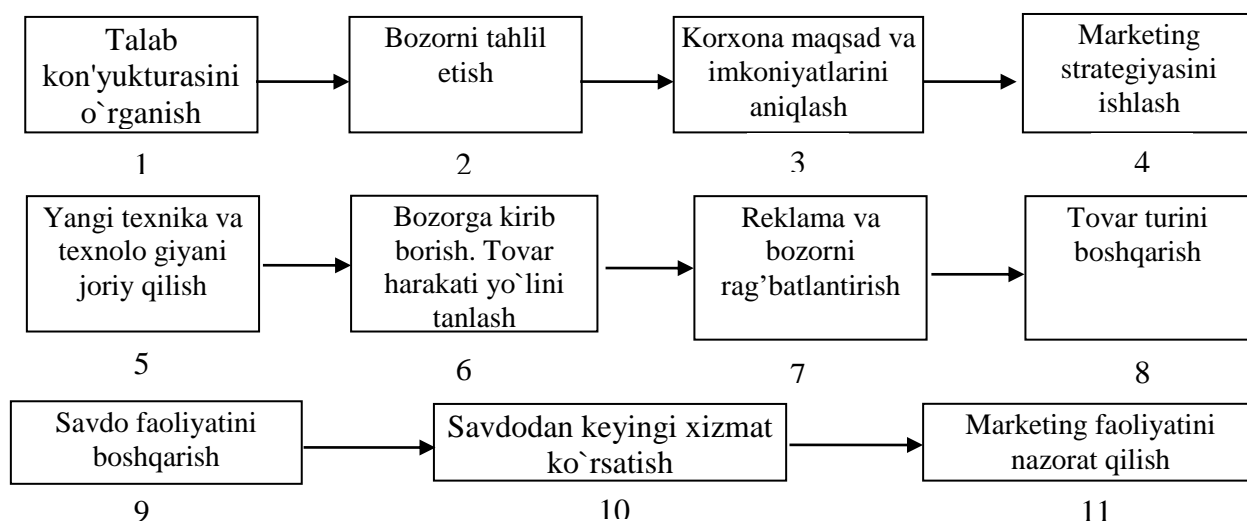 Talab
kon'yukturasini
o`rganish
Bozorni tahlil
etish
Korxona maqsad va
imkoniyatlarini
aniqlash
Marketing
strategiyasini
ishlash
1
2
3
4
Yangi texnika va
texnolo giyani
joriy qilish
Bozorga kirib
borish. Tovar
harakati yo`lini
tanlash
Reklama va
bozorni
rag’batlantirish
Tovar turini
boshqarish
5
6
7
8
Savdo faoliyatini
boshqarish
Savdodan keyingi xizmat
ko`rsatish
Marketing faoliyatini
nazorat qilish
9
10
11